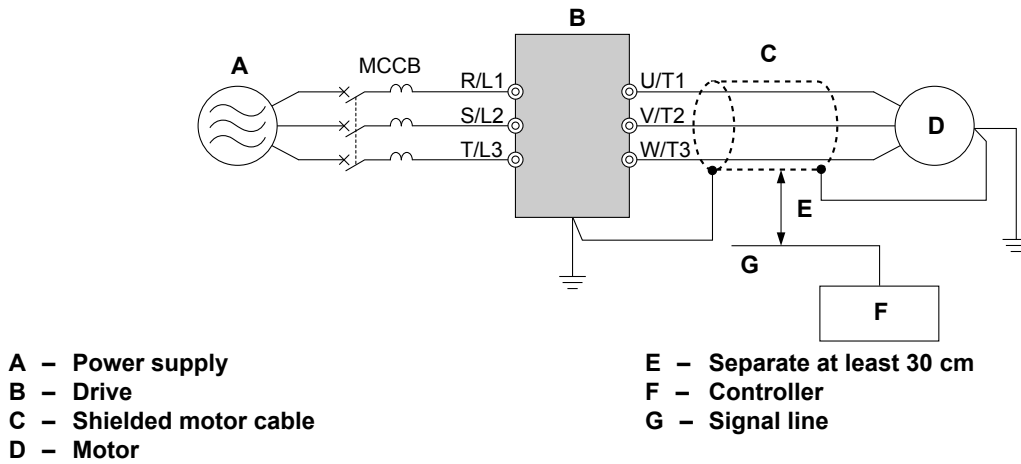 B
A
MCCB
C
R/L1
U/T1
S/L2
V/T2
D
T/L3
W/T3
E
G
F
A – Power supply
B – Drive
C – Shielded motor cable
D – Motor
E – Separate at least 30 cm
F – Controller
G – Signal line